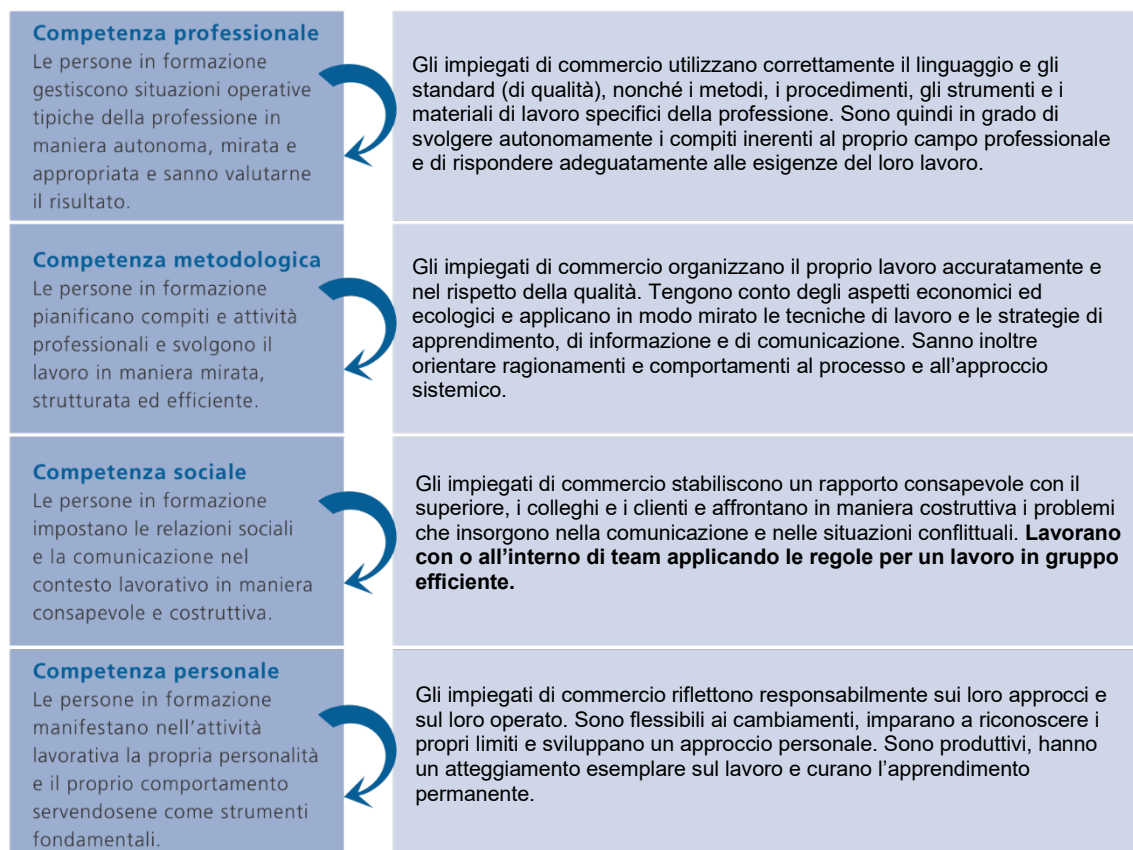 Competenza professionale
Le persone in formazione
gestiscono situazioni operative
tipiche della professione in
maniera autonoma, mirata e
appropriata e sanno valutarne
il risultato.
Gli impiegati di commercio utilizzano correttamente il linguaggio e gli
standard (di qualità), nonché i metodi, i procedimenti, gli strumenti e i
materiali di lavoro specifici della professione. Sono quindi in grado di
svolgere autonomamente i compiti inerenti al proprio campo professionale
e di rispondere adeguatamente alle esigenze del loro lavoro.
Competenza metodologica
Le persone in formazione
pianificano compiti e attività
professionali e svolgono il
lavoro in maniera mirata,
strutturata ed efficiente.
Gli impiegati di commercio organizzano il proprio lavoro accuratamente e
nel rispetto della qualità. Tengono conto degli aspetti economici ed
ecologici e applicano in modo mirato le tecniche di lavoro e le strategie di
apprendimento, di informazione e di comunicazione. Sanno inoltre
orientare ragionamenti e comportamenti al processo e all'approccio
sistemico.
Competenza sociale
Le persone in formazione
impostano le relazioni sociali
e la comunicazione nel
contesto lavorativo in maniera
consapevole e costruttiva.
Gli impiegati di commercio stabiliscono un rapporto consapevole con il
superiore, i colleghi e i clienti e affrontano in maniera costruttiva i problemi
che insorgono nella comunicazione e nelle situazioni conflittuali. Lavorano
con o all'interno di team applicando le regole per un lavoro in gruppo
efficiente.
Competenza personale
Le persone in formazione
manifestano nell'attività
lavorativa la propria personalità
e il proprio comportamento
servendosene come strumenti
fondamentali.
Gli impiegati di commercio riflettono responsabilmente sui loro approcci e
sul loro operato. Sono flessibili ai cambiamenti, imparano a riconoscere i
propri limiti e sviluppano un approccio personale. Sono produttivi, hanno
un atteggiamento esemplare sul lavoro e curano l'apprendimento
permanente.